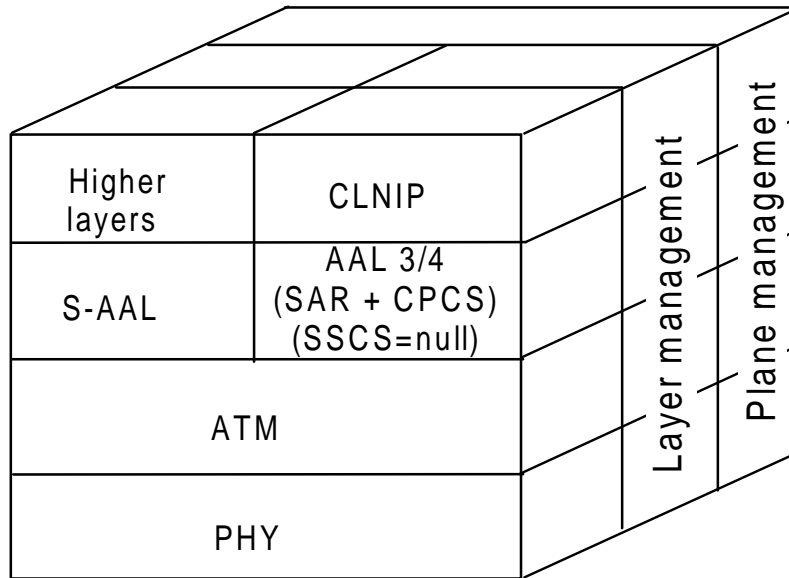 Higher
layers
CLNIP
S-AAL
AAL 3/4
(SAR + CPCS)
(SSCS=null)
ATM
PHY
Layer management
Plane management